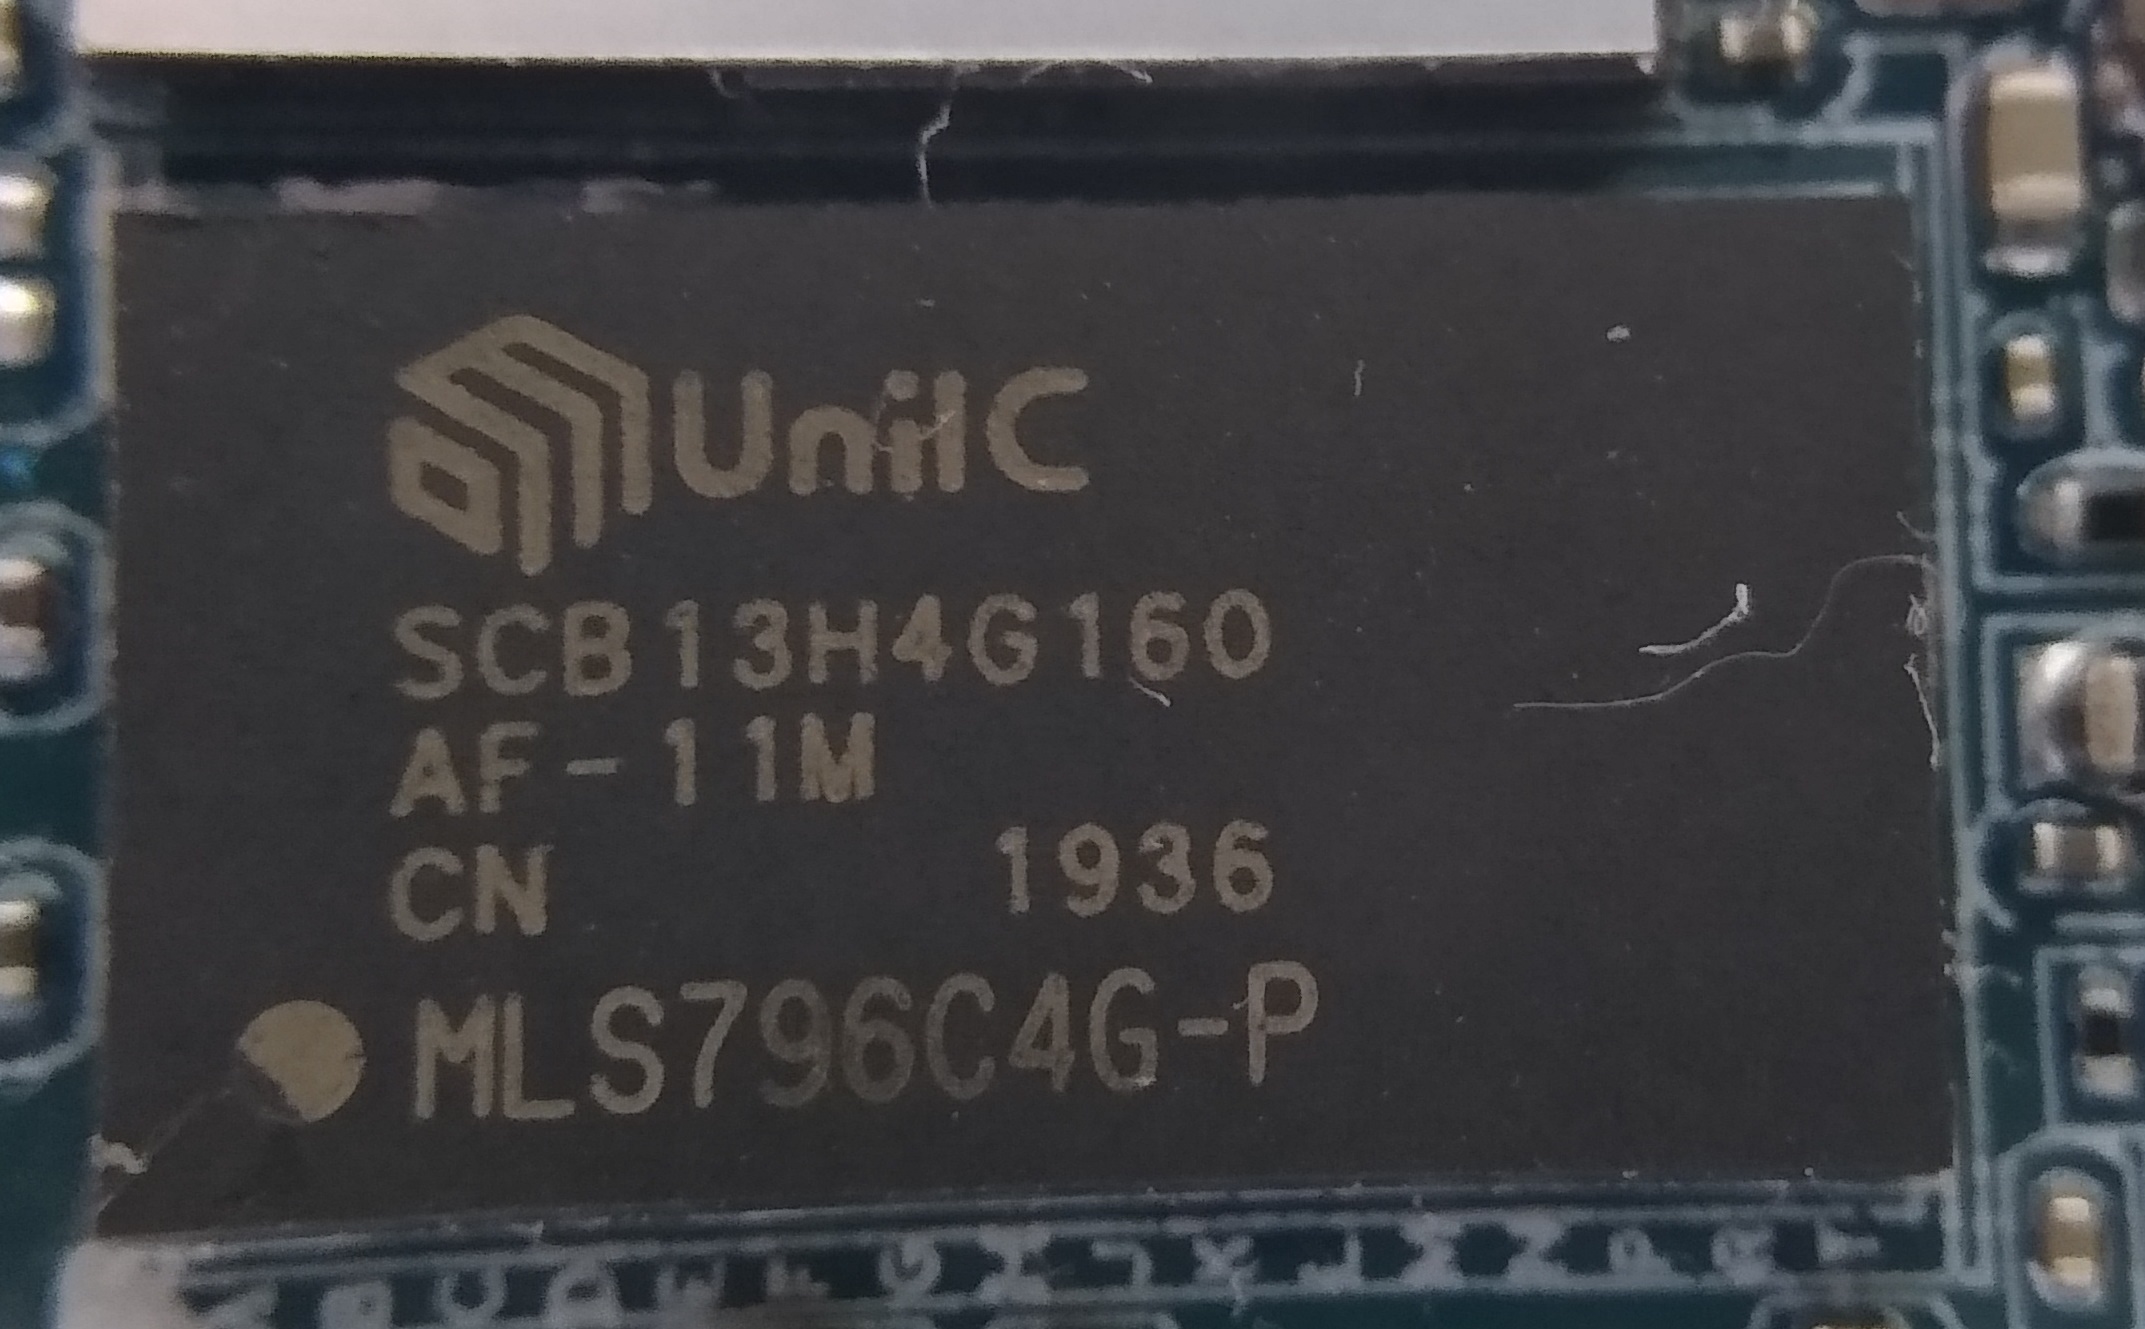 UniIC
SCB13H4G160
AF-11M
CN 1936
MLS796C4G-P